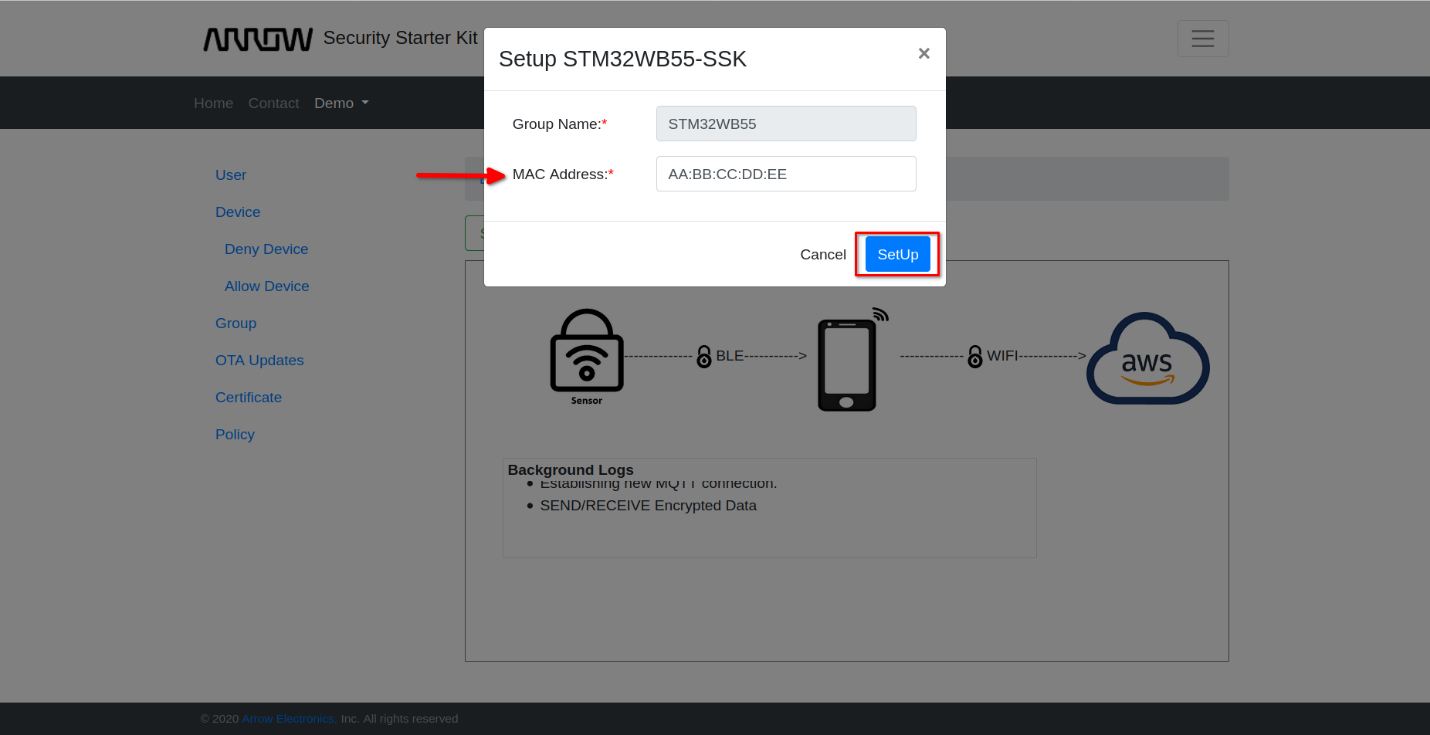 ARROW Security Starter Kit
Setup STM32WB55-SSK
×
Home Contact Demo
Group Name:*
STM32WB55
MAC Address:*
AA:BB:CC:DD:EE
Cancel
SetUp
User
Device
Deny Device
Allow Device
Group
OTA Updates
Certificate
Policy
Sensor
------------- BLE---------->
------------ WIFI----------->
aws
Background Logs
Establishing new MQTT connection.
SEND/RECEIVE Encrypted Data
© 2020 Arrow Electronics, Inc. All rights reserved